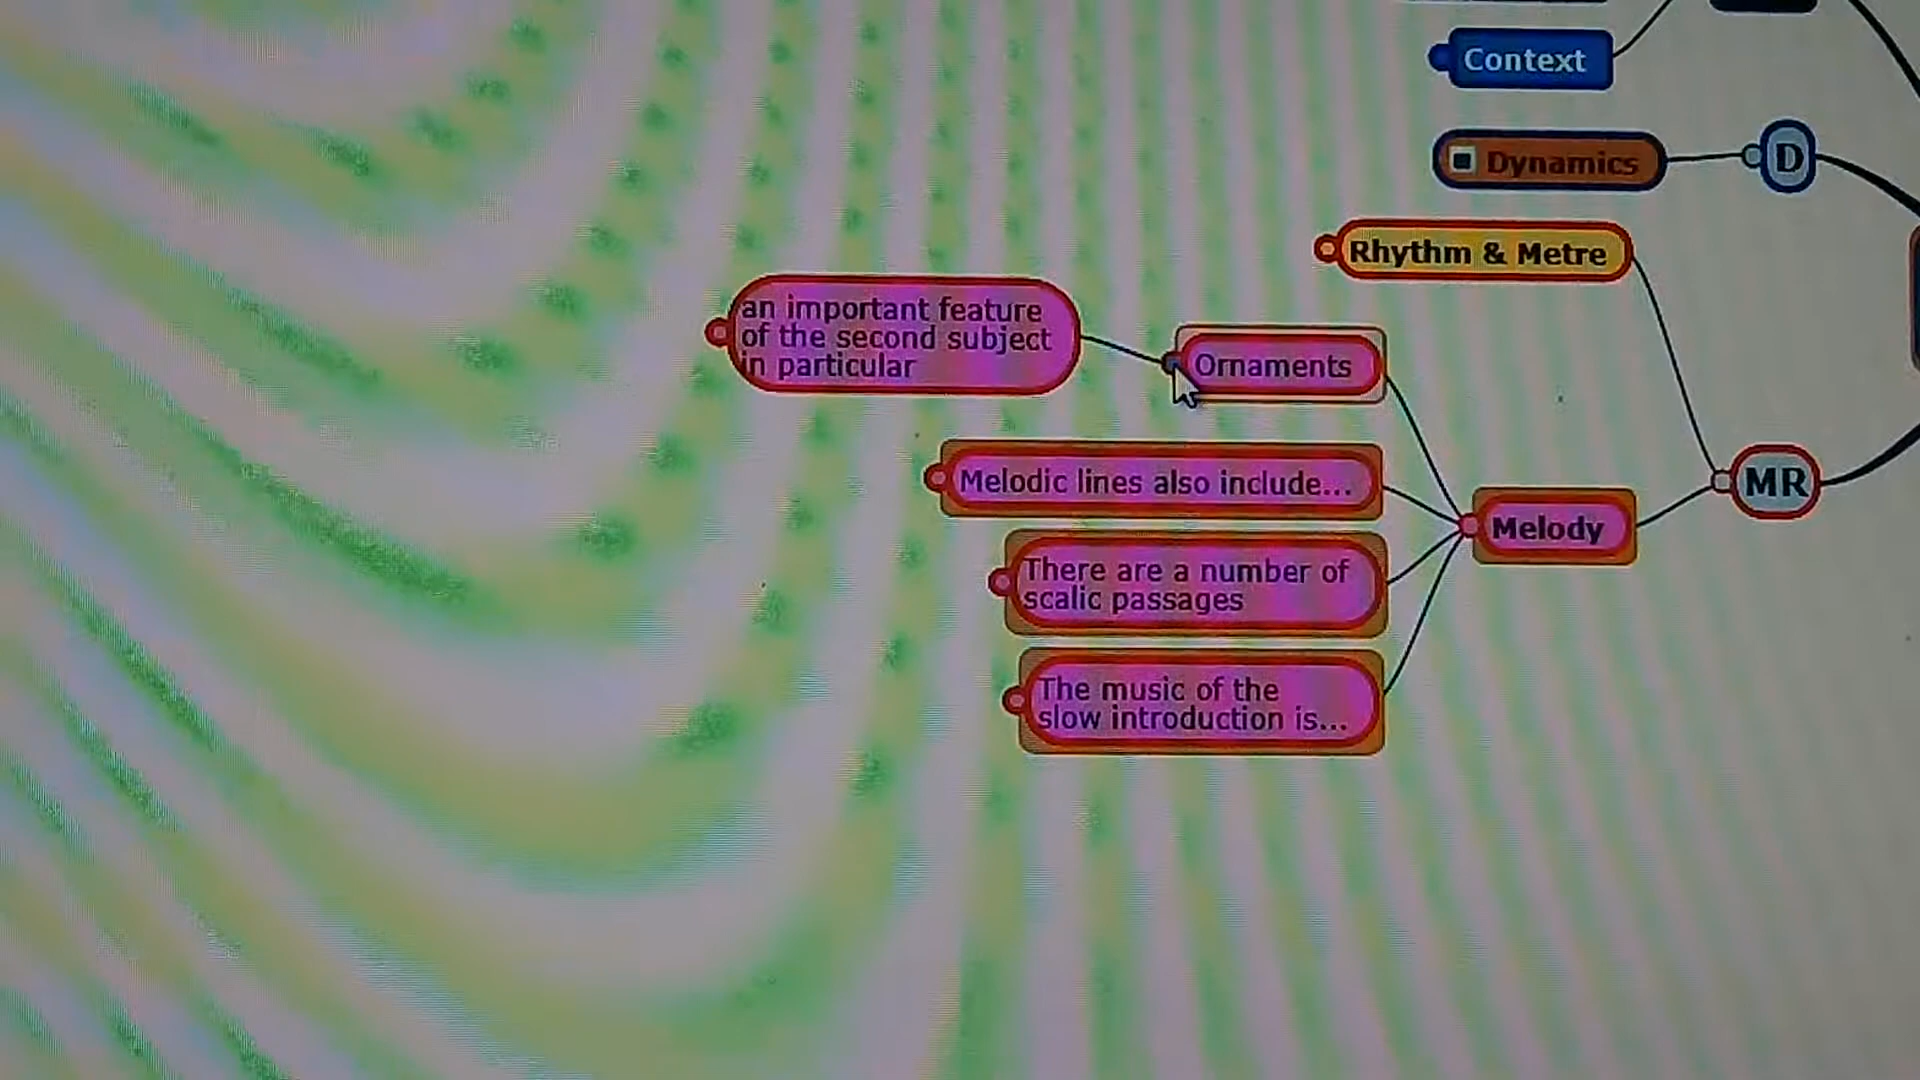 Context
Dynamics
D
Rhythm & Metre
an important feature
of the second subject
in particular
Ornaments
Melodic lines also include...
MR
Melody
There are a number of
scalic passages
The music of the
slow introduction is...